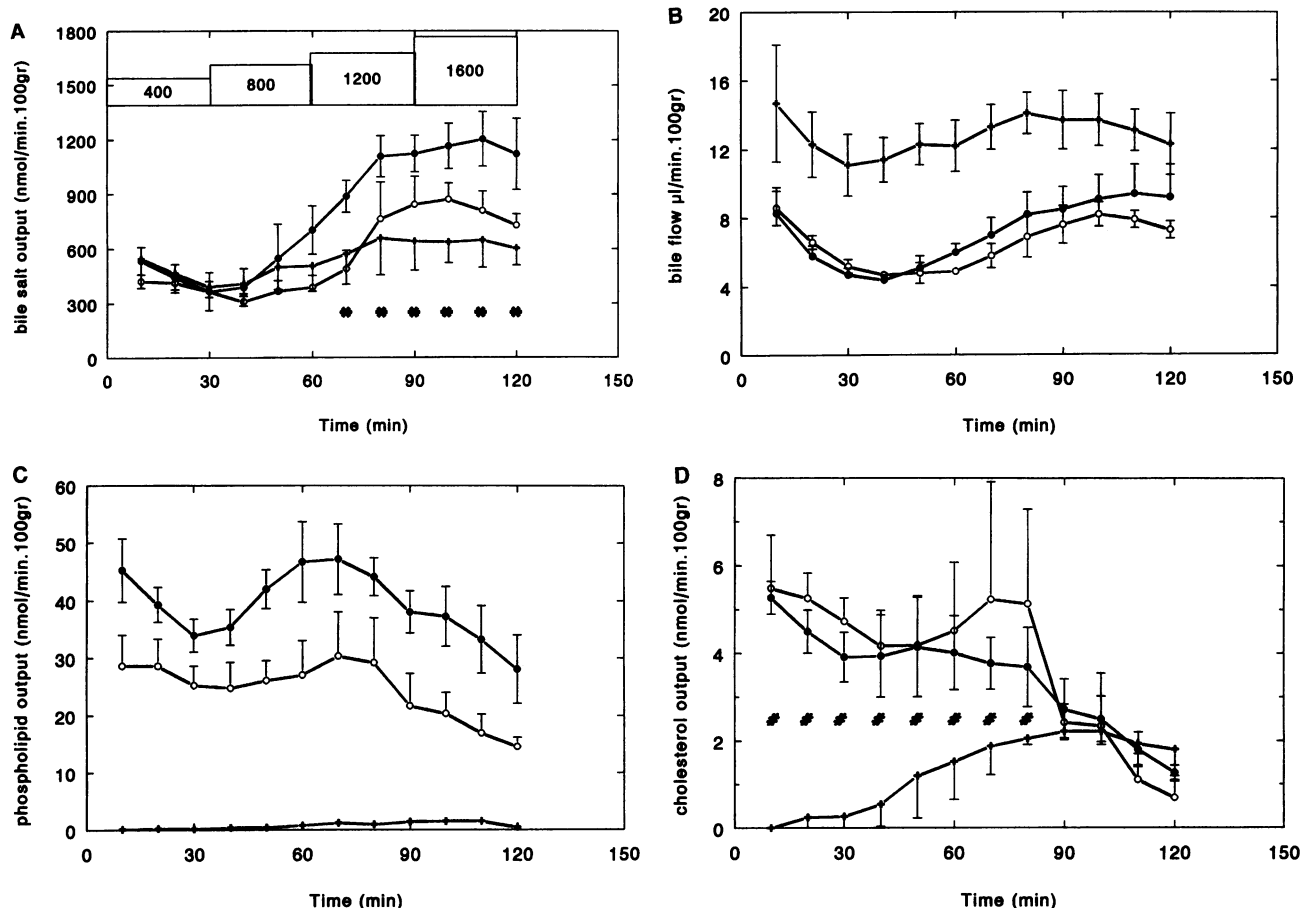 A
bile salt output (nmol/min.100gr)
1800
1500
1200
900
600
300
0
400
800
1200
1600
0 30 60 90 120 150
Time (min)
B
bile flow µl/min.100gr)
20
16
12
8
4
0
0 30 60 90 120 150
Time (min)
C
phospholipid output (nmol/min.100gr)
60
50
40
30
20
10
0
0 30 60 90 120 150
Time (min)
D
cholesterol output (nmol/min.100gr)
8
6
4
2
0
0 30 60 90 120 150
Time (min)